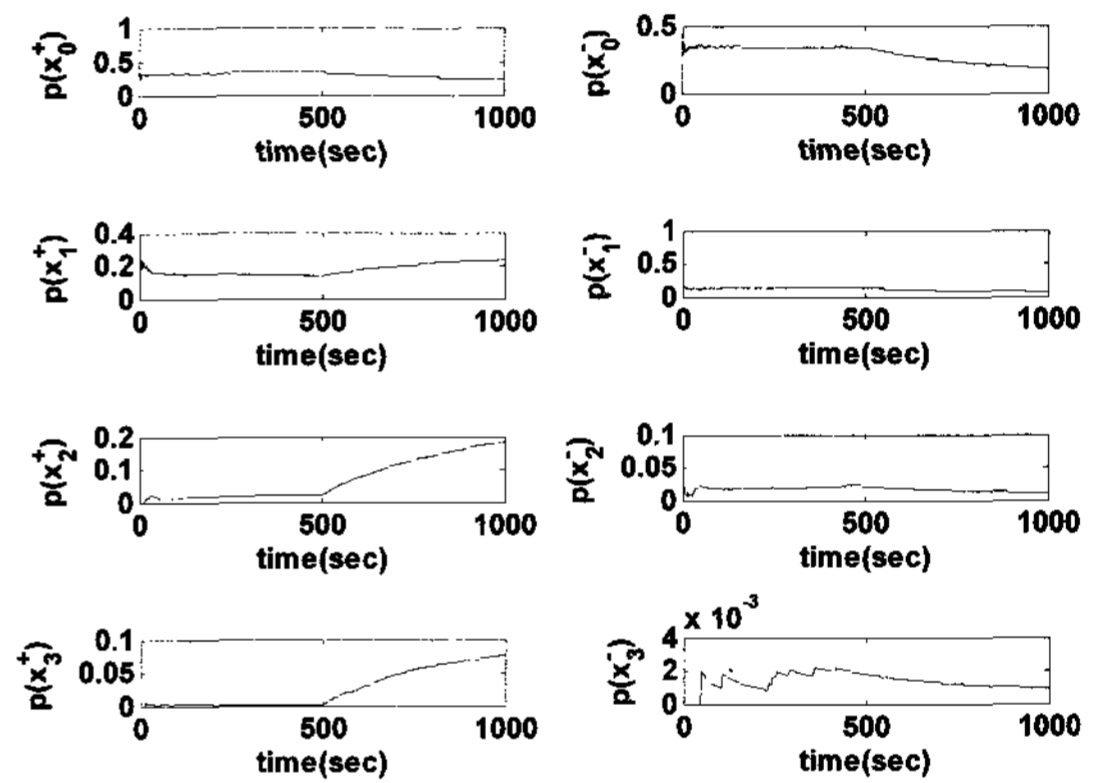 p(x₀⁺)
1
0.5
0
0 500 1000
time(sec)
p(x₀⁻)
0.5
0
0 500 1000
time(sec)
p(x₁⁺)
0.4
0.2
0
0 500 1000
time(sec)
p(x₁⁻)
1
0.5
0
0 500 1000
time(sec)
p(x₂⁺)
0.2
0.1
0
0 500 1000
time(sec)
p(x₂⁻)
0.1
0.05
0
0 500 1000
time(sec)
p(x₃⁺)
0.1
0.05
0
0 500 1000
time(sec)
x 10⁻³
p(x₃⁻)
4
2
0
0 500 1000
time(sec)